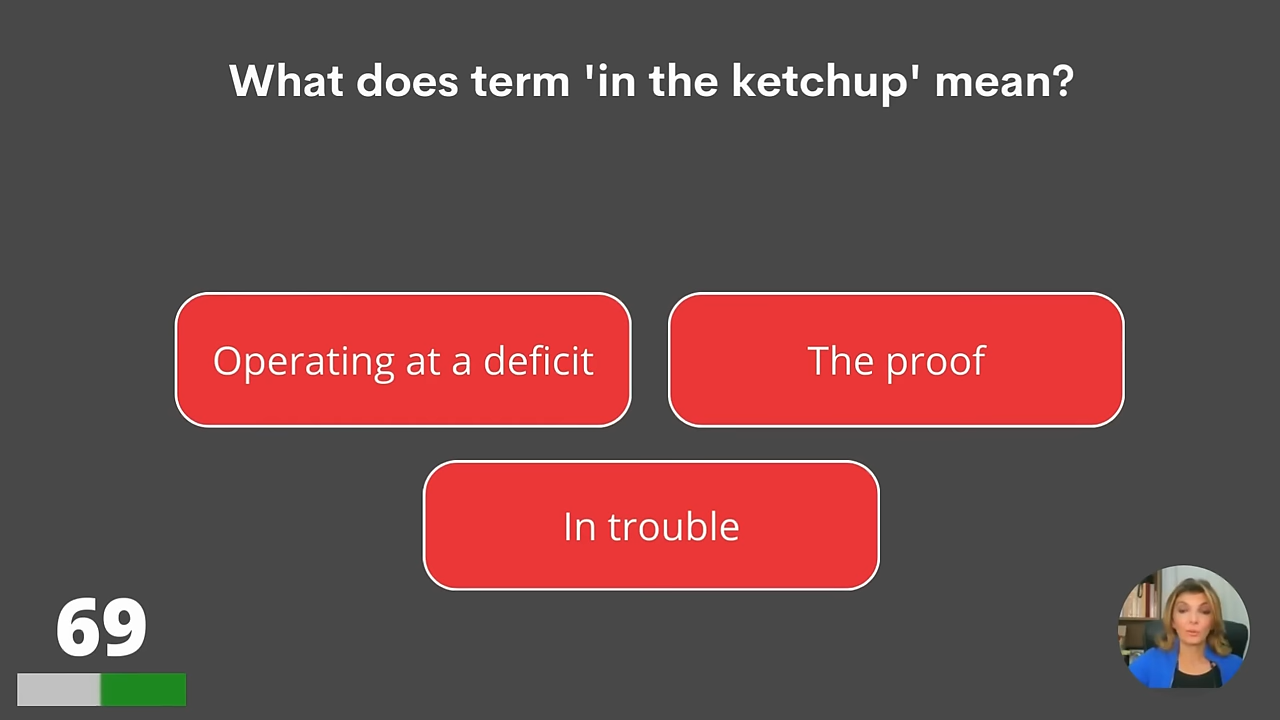 What does term 'in the ketchup' mean?
Operating at a deficit
The proof
In trouble
69